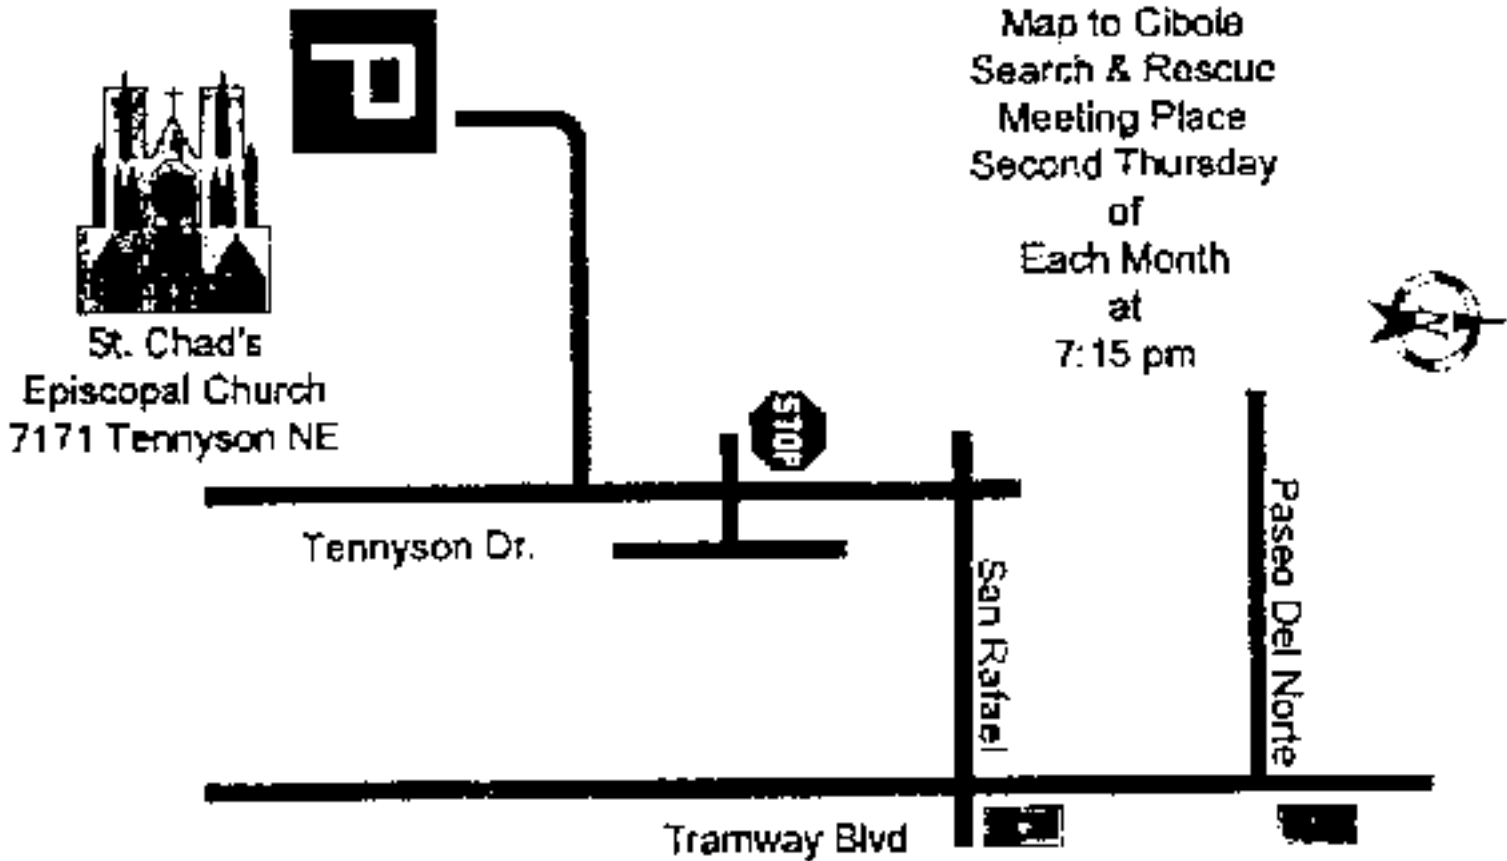 Map to Cibola
Search & Rescue
Meeting Place
Second Thursday
of
Each Month
at
7:15 pm
P
St. Chad's
Episcopal Church
7171 Tennyson NE
STOP
N
Tennyson Dr.
San Rafael
Paseo Del Norte
Tramway Blvd